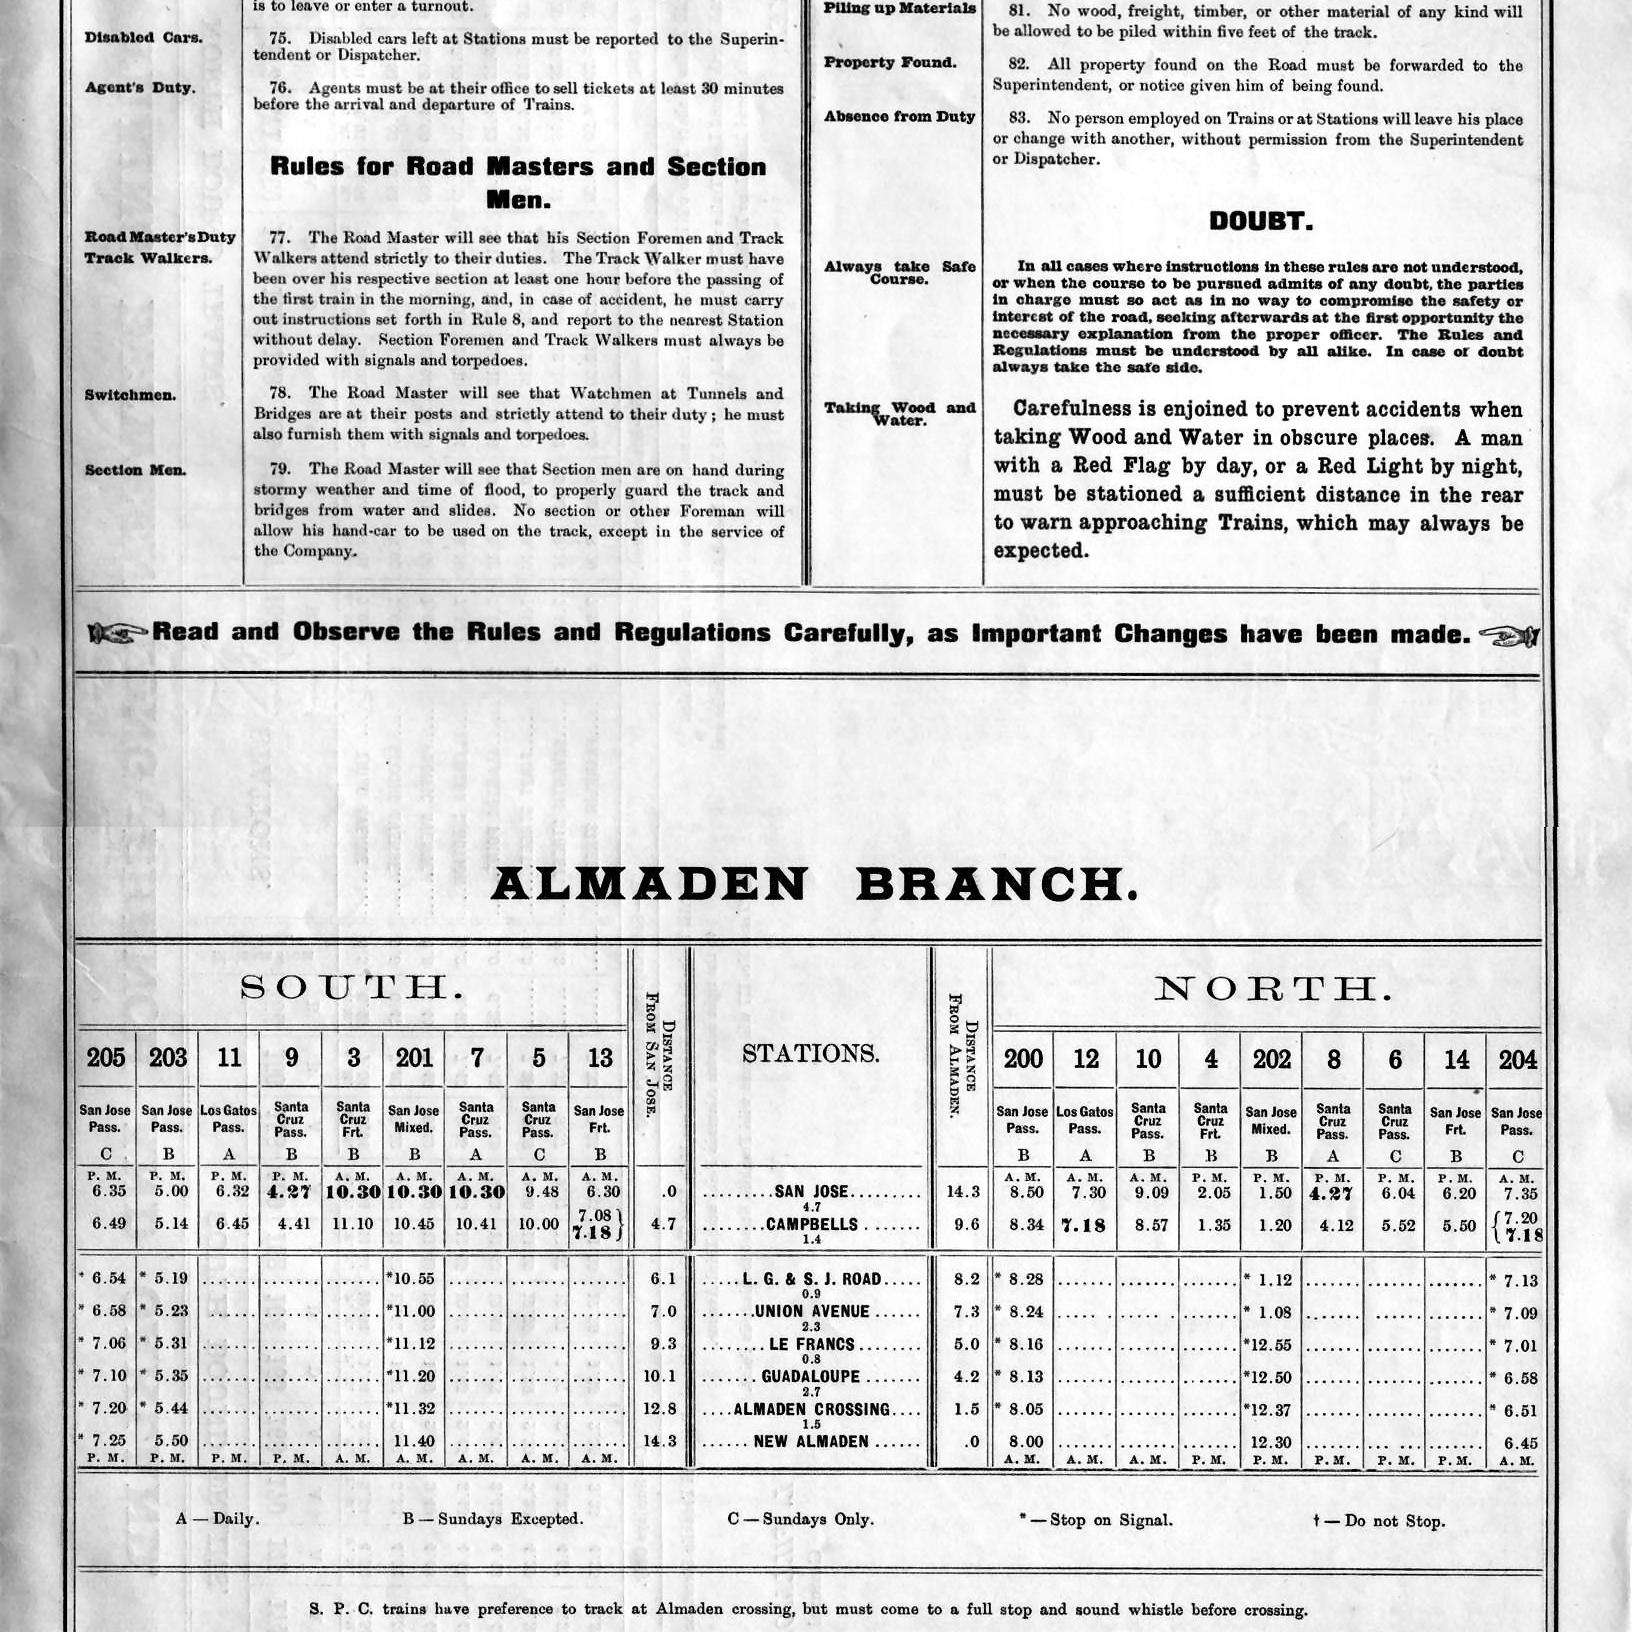 is to leave or enter a turnout.
Disabled Cars.
75. Disabled cars left at Stations must be reported to the Superin-
tendent or Dispatcher.
Agent's Duty.
76. Agents must be at their office to sell tickets at least 30 minutes
before the arrival and departure of Trains.
Rules for Road Masters and Section
Men.
Road Master's Duty
Track Walkers.
77. The Road Master will see that his Section Foremen and Track
Walkers attend strictly to their duties. The Track Walker must have
been over his respective section at least one hour before the passing of
the first train in the morning, and, in case of accident, he must carry
out instructions set forth in Rule 8, and report to the nearest Station
without delay. Section Foremen and Track Walkers must always be
provided with signals and torpedoes.
Switchmen.
78. The Road Master will see that Watchmen at Tunnels and
Bridges are at their posts and strictly attend to their duty; he must
also furnish them with signals and torpedoes.
Section Men.
79. The Road Master will see that Section men are on hand during
stormy weather and time of flood, to properly guard the track and
bridges from water and slides. No section or other Foreman will
allow his hand-car to be used on the track, except in the service of
the Company.
Piling up Materials
81. No wood, freight, timber, or other material of any kind will
be allowed to be piled within five feet of the track.
Property Found.
82. All property found on the Road must be forwarded to the
Superintendent, or notice given him of being found.
Absence from Duty
83. No person employed on Trains or at Stations will leave his place
or change with another, without permission from the Superintendent
or Dispatcher.
DOUBT.
Always take Safe
Course.
In all cases where instructions in these rules are not understood,
or when the course to be pursued admits of any doubt, the parties
in charge must so act as in no way to compromise the safety or
interest of the road, seeking afterwards at the first opportunity the
necessary explanation from the proper officer. The Rules and
Regulations must be understood by all alike. In case of doubt
always take the safe side.
Taking Wood and
Water.
Carefulness is enjoined to prevent accidents when
taking Wood and Water in obscure places. A man
with a Red Flag by day, or a Red Light by night,
must be stationed a sufficient distance in the rear
to warn approaching Trains, which may always be
expected.
Read and Observe the Rules and Regulations Carefully, as Important Changes have been made.
ALMADEN BRANCH.
SOUTH. DISTANCE FROM SAN JOSE. STATIONS. DISTANCE FROM ALMADEN. NORTH.
205 203 11 9 3 201 7 5 13 200 12 10 4 202 8 6 14 204
San Jose Pass. San Jose Pass. Los Gatos Pass. Santa Cruz Pass. Santa Cruz Frt. San Jose Mixed. Santa Cruz Pass. Santa Cruz Pass. San Jose Frt. San Jose Pass. Los Gatos Pass. Santa Cruz Pass. Santa Cruz Frt. San Jose Mixed. Santa Cruz Pass. Santa Cruz Pass. San Jose Frt. San Jose Pass.
C B A B B B A C B B A B B B A C B C
P. M. P. M. P. M. P. M. A. M. A. M. A. M. A. M. A. M. A. M. A. M. A. M. P. M. P. M. P. M. P. M. P. M. A. M.
6.35 5.00 6.32 4.27 10.30 10.30 10.30 9.48 6.30 .0 .........SAN JOSE......... 14.3 8.50 7.30 9.09 2.05 1.50 4.27 6.04 6.20 7.35
4.7
6.49 5.14 6.45 4.41 11.10 10.45 10.41 10.00 7.08 7.18} 4.7 ........CAMPBELLS ....... 9.6 8.34 7.18 8.57 1.35 1.20 4.12 5.52 5.50 {7.20 7.18
1.4
* 6.54 * 5.19 *10.55 6.1 .....L. G. & S. J. ROAD..... 8.2 * 8.28 * 1.12 * 7.13
0.9
* 6.58 * 5.23 *11.00 7.0 .......UNION AVENUE ...... 7.3 * 8.24 * 1.08 * 7.09
2.3
* 7.06 * 5.31 *11.12 9.3 ........ LE FRANCS........ 5.0 * 8.16 *12.55 * 7.01
0.8
* 7.10 * 5.35 *11.20 10.1 ....... GUADALOUPE ....... 4.2 * 8.13 *12.50 * 6.58
2.7
* 7.20 * 5.44 *11.32 12.8 ....ALMADEN CROSSING.... 1.5 * 8.05 *12.37 * 6.51
1.5
* 7.25 5.50 11.40 14.3 ...... NEW ALMADEN ...... .0 8.00 12.30 6.45
P. M. P. M. P. M. P. M. A. M. A. M. A. M. A. M. A. M. A. M. A. M. A. M. P. M. P. M. P. M. P. M. P. M. A. M.
A — Daily. B — Sundays Excepted. C — Sundays Only. * — Stop on Signal. † — Do not Stop.
S. P. C. trains have preference to track at Almaden crossing, but must come to a full stop and sound whistle before crossing.